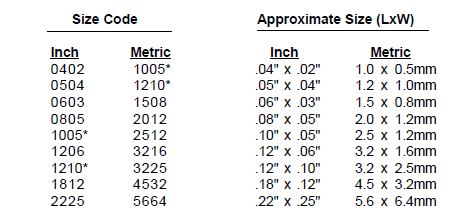 Size Code Approximate Size (LxW)
Inch Metric Inch Metric
0402 1005* .04" x .02" 1.0 x 0.5mm
0504 1210* .05" x .04" 1.2 x 1.0mm
0603 1508 .06" x .03" 1.5 x 0.8mm
0805 2012 .08" x .05" 2.0 x 1.2mm
1005* 2512 .10" x .05" 2.5 x 1.2mm
1206 3216 .12" x .06" 3.2 x 1.6mm
1210* 3225 .12" x .10" 3.2 x 2.5mm
1812 4532 .18" x .12" 4.5 x 3.2mm
2225 5664 .22" x .25" 5.6 x 6.4mm